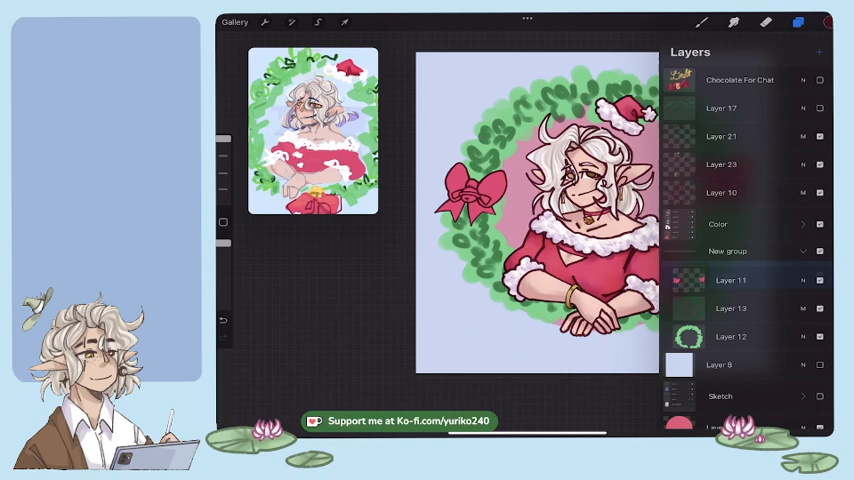 Gallery
Layers
Chocolate For Chat N
Layer 17 N
Layer 21 M
Layer 23 N
Layer 10 M
Color
New group
Layer 11 N
Layer 13 M
Layer 12 N
Layer 8 N
Sketch
Support me at Ko-fi.com/yuriko240